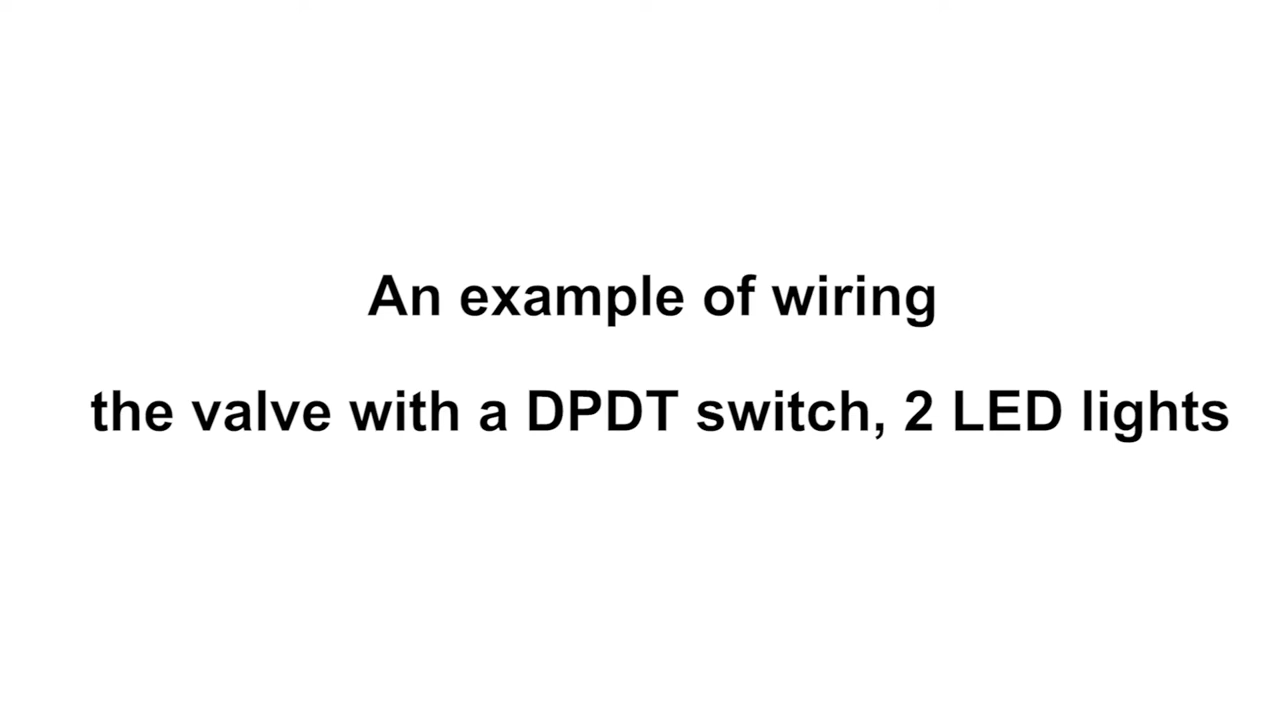 An example of wiring
the valve with a DPDT switch, 2 LED lights